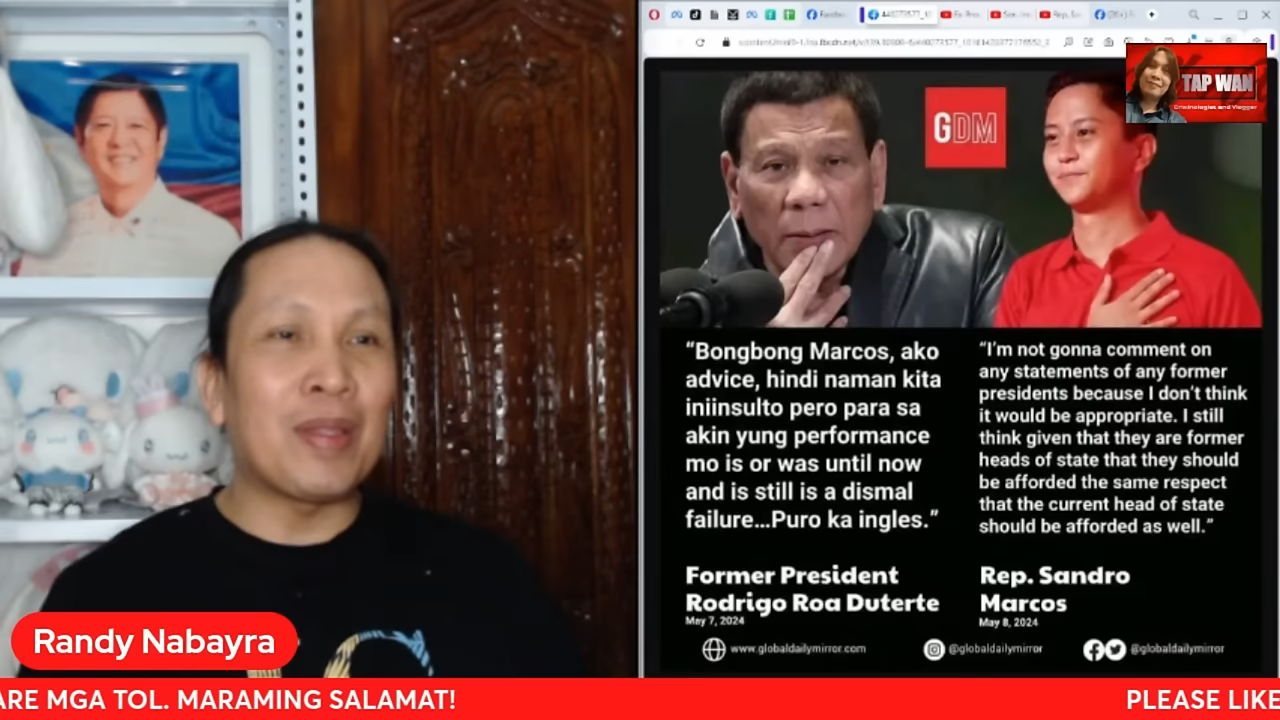 TAP WAN
Criminologist and Vlogger
GDM
“Bongbong Marcos, ako
advice, hindi naman kita
iniinsulto pero para sa
akin yung performance
mo is or was until now
and is still is a dismal
failure...Puro ka ingles.”
Former President
Rodrigo Roa Duterte
May 7, 2024
“I’m not gonna comment on
any statements of any former
presidents because I don’t think
it would be appropriate. I still
think given that they are former
heads of state that they should
be afforded the same respect
that the current head of state
should be afforded as well.”
Rep. Sandro
Marcos
May 8, 2024
www.globaldailymirror.com
@globaldailymirror
@globaldailymirror
Randy Nabayra
ARE MGA TOL. MARAMING SALAMAT!
PLEASE LIKE